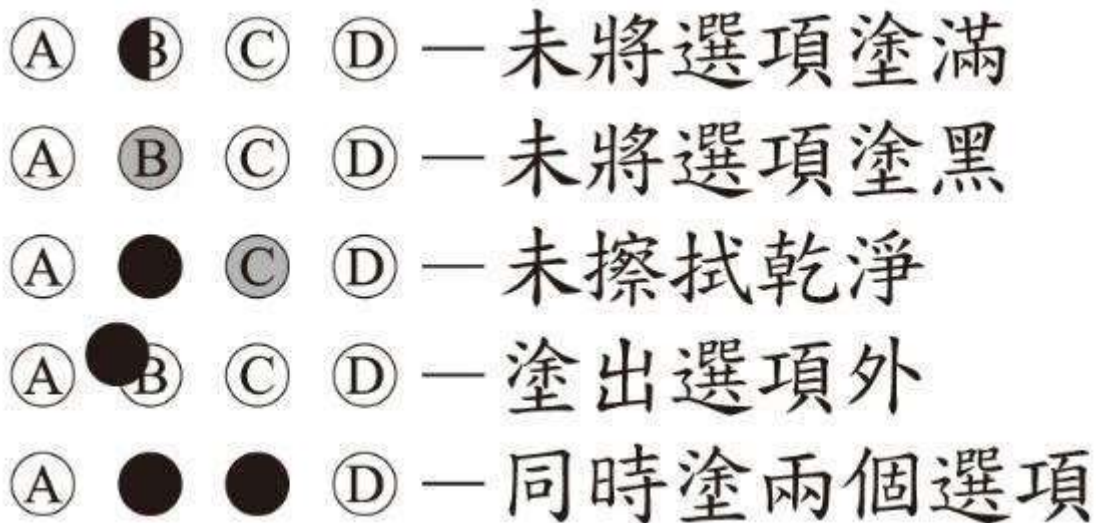 A B C D — 未將選項塗滿
A B C D — 未將選項塗黑
A C D — 未擦拭乾淨
A B C D — 塗出選項外
A D — 同時塗兩個選項